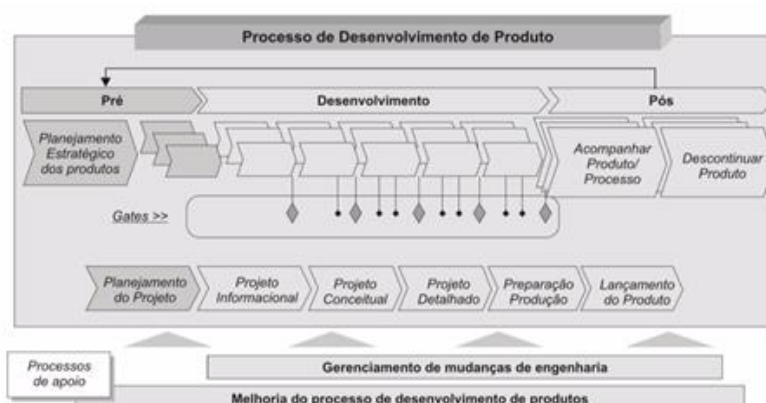 Processo de Desenvolvimento de Produto
Pré
Desenvolvimento
Pós
Planejamento
Estratégico
dos produtos
Acompanhar
Produto/
Processo
Descontinuar
Produto
Gates >>
Planejamento
do Projeto
Projeto
Informacional
Projeto
Conceitual
Projeto
Detalhado
Preparação
Produção
Lançamento
do Produto
Processos
de apoio
Gerenciamento de mudanças de engenharia
Melhoria do processo de desenvolvimento de produtos